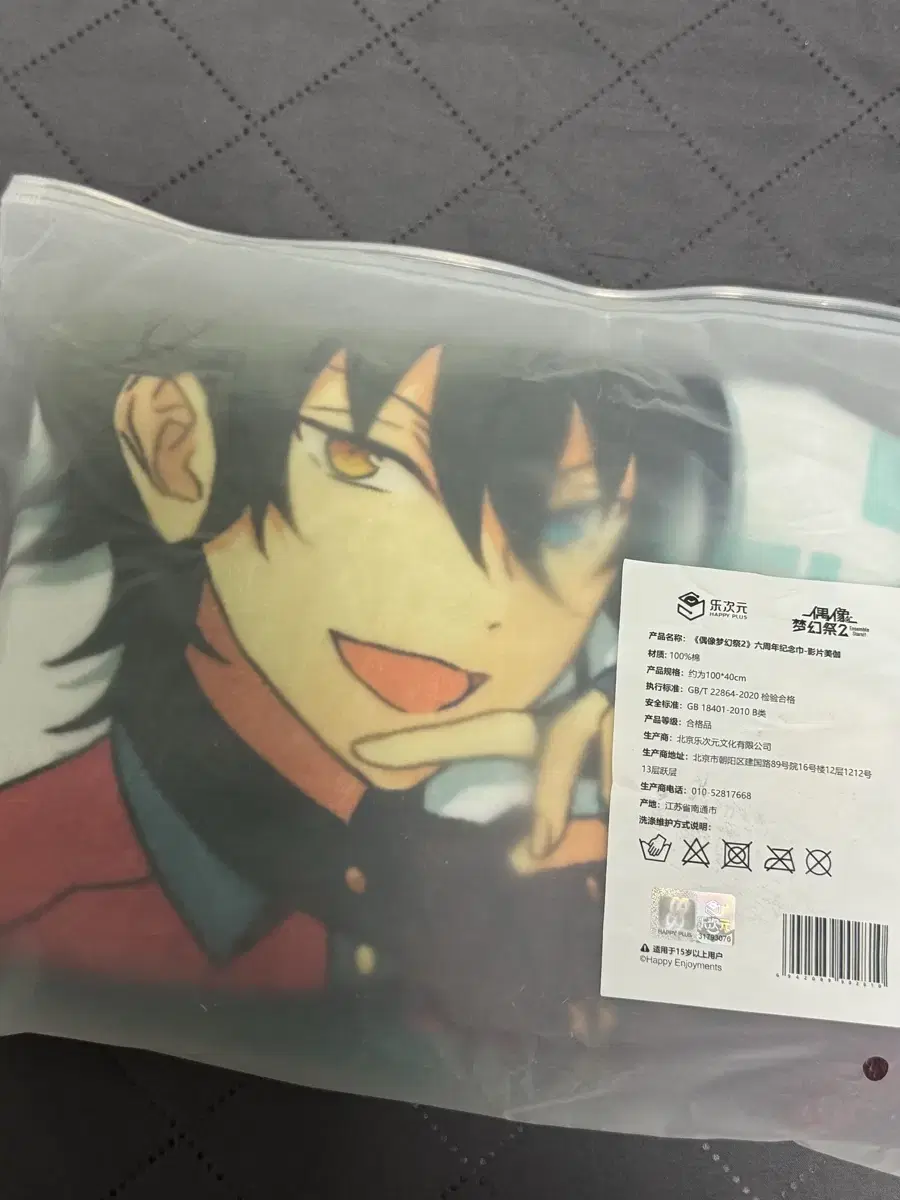 乐次元
HAPPY PLUS
偶像
梦幻祭2
Ensemble
Stars!!
产品名称：《偶像梦幻祭2》六周年纪念巾-影片美伽
材质：100%棉
产品规格：约为100*40cm
执行标准：GB/T 22864-2020 检验合格
安全标准：GB 18401-2010 B类
产品等级：合格品
生产商：北京乐次元文化有限公司
生产商地址：北京市朝阳区建国路89号院16号楼12层1212号
13层跃层
生产商电话：010-52817668
产地：江苏省南通市
洗涤维护方式说明：
HAPPY PLUS
适用于15岁以上用户
©Happy Enjoyments